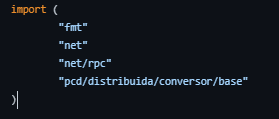 import (
"fmt"
"net"
"net/rpc"
"pcd/distribuida/conversor/base"
)